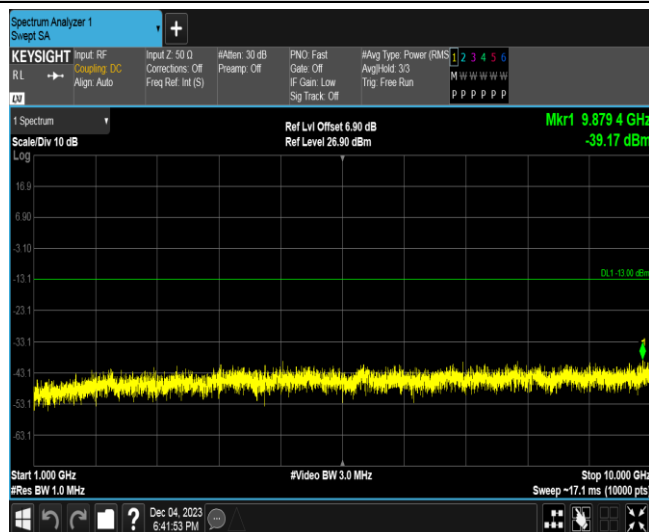 Spectrum Analyzer 1
Swept SA
+
KEYSIGHT Input: RF Input Z: 50 Ω #Atten: 30 dB PNO: Fast #Avg Type: Power (RMS 1 2 3 4 5 6
RL Coupling: DC Corrections: Off Preamp: Off Gate: Off Avg|Hold: 3/3 M W W W W W
Align: Auto Freq Ref: Int (S) IF Gain: Low Trig: Free Run
Sig Track: Off P P P P P P
LXI
1 Spectrum Ref Lvl Offset 6.90 dB Mkr1 9.879 4 GHz
Scale/Div 10 dB Ref Level 26.90 dBm -39.17 dBm
Log
16.9
6.90
-3.10
DL1 -13.00 dBm
-13.1
-23.1
-33.1
1
-43.1
-53.1
-63.1
Start 1.000 GHz #Video BW 3.0 MHz Stop 10.000 GHz
#Res BW 1.0 MHz Sweep ~17.1 ms (10000 pts)
? Dec 04, 2023
6:41:53 PM